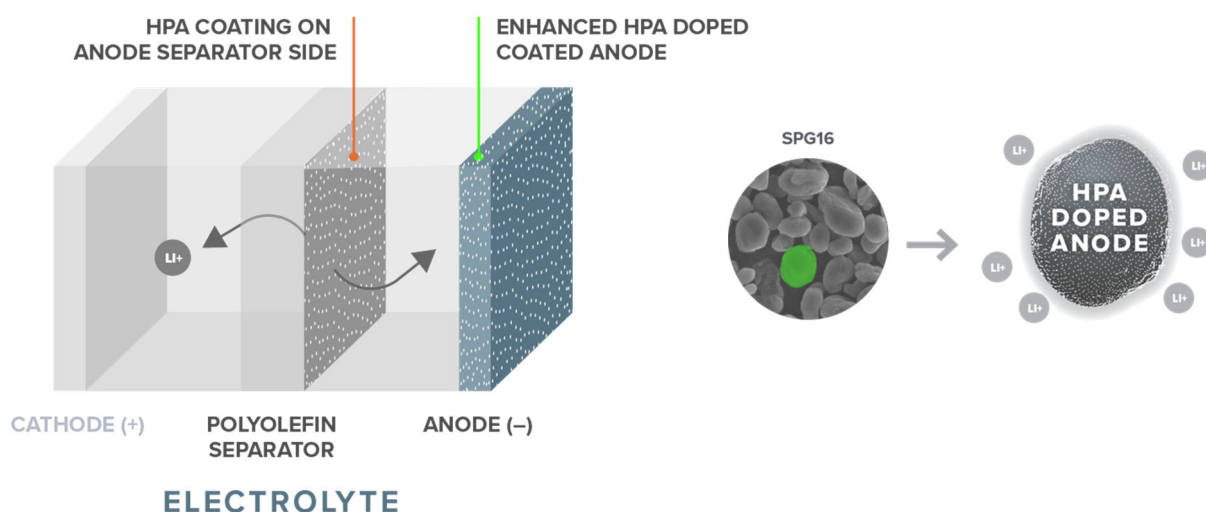 HPA COATING ON
ANODE SEPARATOR SIDE
ENHANCED HPA DOPED
COATED ANODE
LI+
CATHODE (+)
POLYOLEFIN
SEPARATOR
ANODE (–)
ELECTROLYTE
SPG16
HPA
DOPED
ANODE
LI+
LI+
LI+
LI+
LI+
LI+